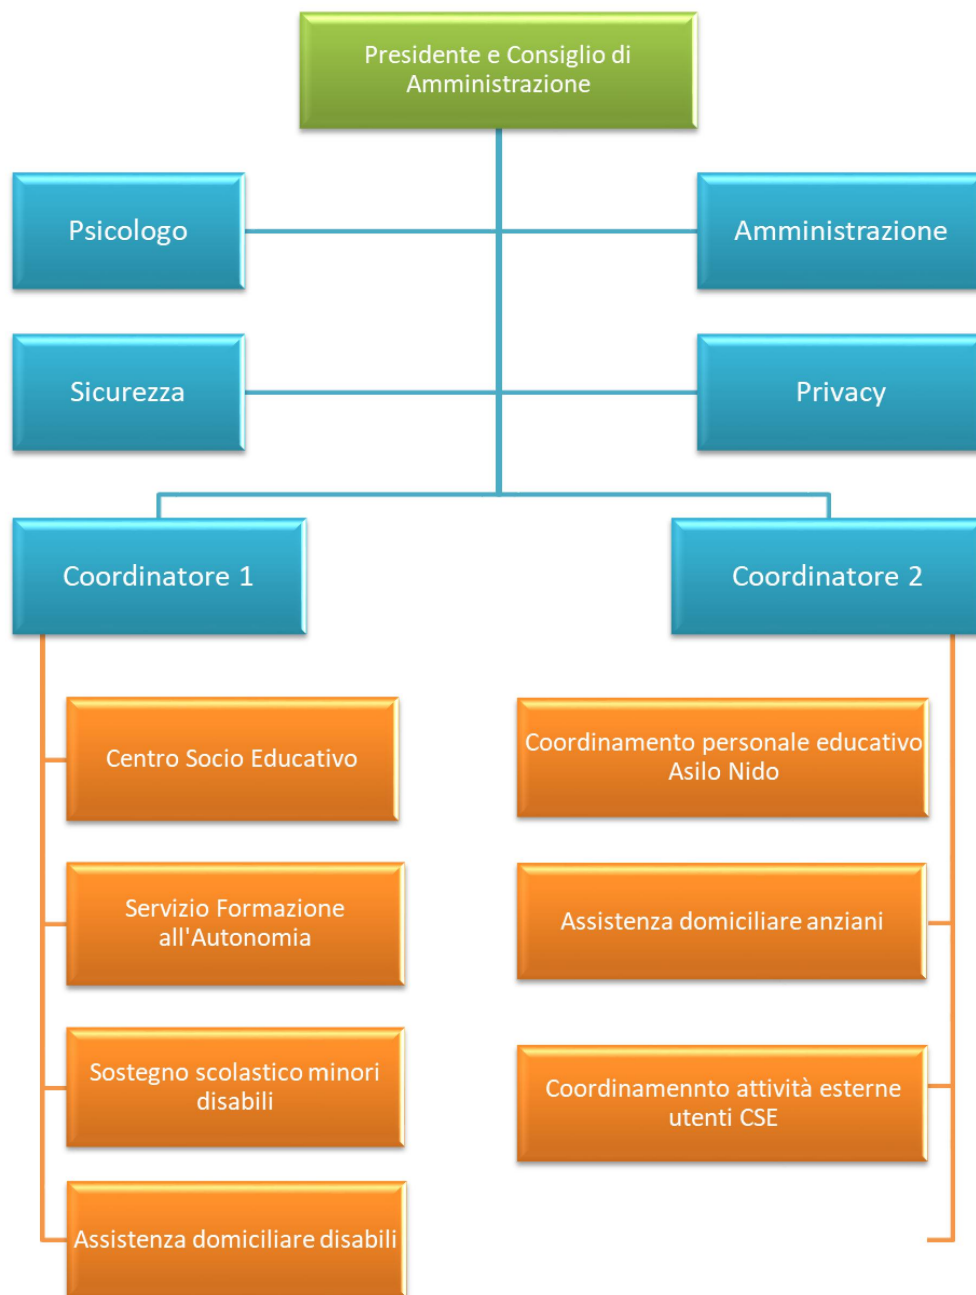 Presidente e Consiglio di
Amministrazione
Psicologo
Amministrazione
Sicurezza
Privacy
Coordinatore 1
Coordinatore 2
Centro Socio Educativo
Servizio Formazione
all'Autonomia
Sostegno scolastico minori
disabili
Assistenza domiciliare disabili
Coordinamento personale educativo
Asilo Nido
Assistenza domiciliare anziani
Coordinamennto attività esterne
utenti CSE